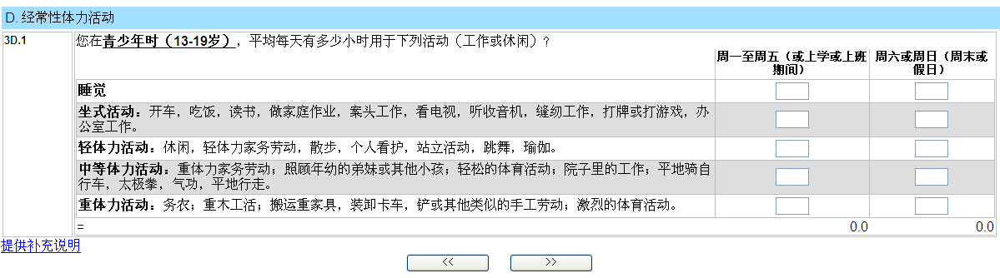 D. 经常性体力活动
3D.1
您在青少年时（13-19岁），平均每天有多少小时用于下列活动（工作或休闲）?
周一至周五（或上学或上班
期间）
周六或周日（周末或
假日）
睡觉
坐式活动：开车，吃饭，读书，做家庭作业，案头工作，看电视，听收音机，缝纫工作，打牌或打游戏，办
公室工作。
轻体力活动：休闲，轻体力家务劳动，散步，个人看护，站立活动，跳舞，瑜伽。
中等体力活动：重体力家务劳动；照顾年幼的弟妹或其他小孩；轻松的体育活动；院子里的工作；平地骑自
行车，太极拳，气功，平地行走。
重体力活动：务农；重木工活；搬运重家具，装卸卡车，铲或其他类似的手工劳动；激烈的体育活动。
= 0.0 0.0
提供补充说明
<< >>